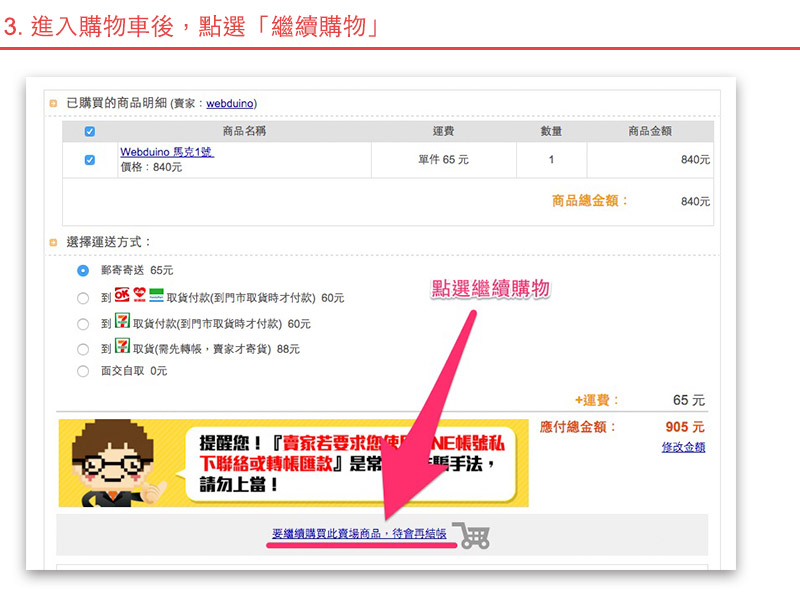 3. 進入購物車後，點選「繼續購物」
已購買的商品明細 (賣家：webduino)
商品名稱 運費 數量 商品金額
Webduino 馬克1號
價格：840元
單件 65 元 1 840元
商品總金額： 840元
選擇運送方式：
郵寄寄送 65元
點選繼續購物
到 OK 取貨付款(到門市取貨時才付款) 60元
到 7 取貨付款(到門市取貨時才付款) 60元
到 7 取貨(需先轉帳，賣家才寄貨) 88元
面交自取 0元
+運費： 65 元
應付總金額： 905 元
修改金額
提醒您！『賣家若要求您使 NE帳號私
下聯絡或轉帳匯款』是常 騙手法，
請勿上當！
要繼續購買此賣場商品，待會再結帳